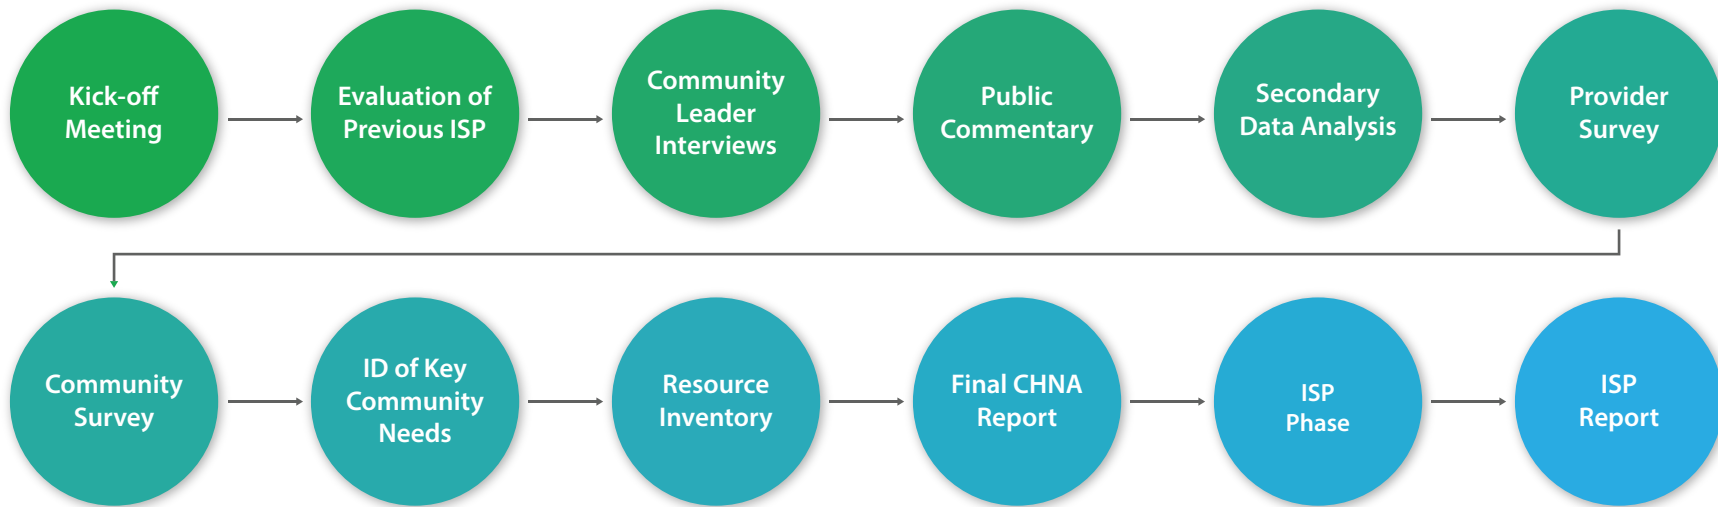 Kick-off
Meeting
Evaluation of
Previous ISP
Community
Leader
Interviews
Public
Commentary
Secondary
Data Analysis
Provider
Survey
Community
Survey
ID of Key
Community
Needs
Resource
Inventory
Final CHNA
Report
ISP
Phase
ISP
Report